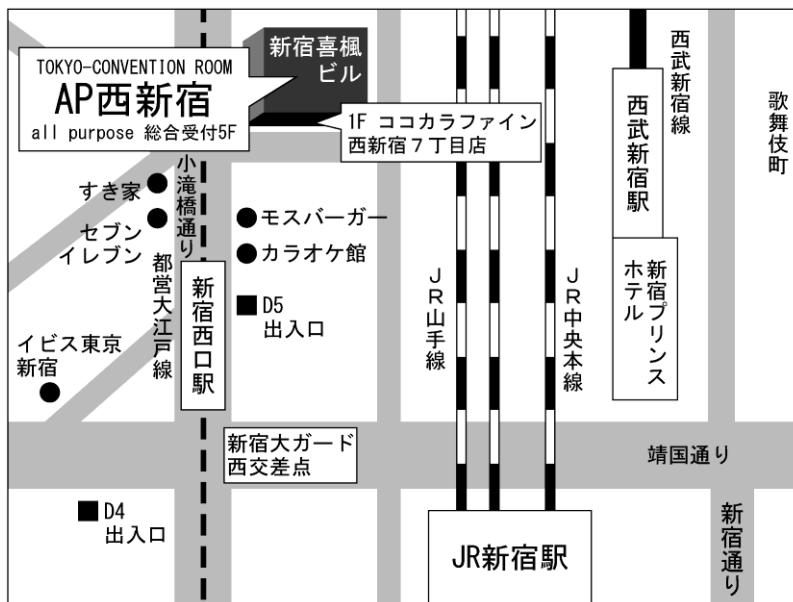 TOKYO-CONVENTION ROOM
AP西新宿
all purpose 総合受付5F
新宿喜楓
ビル
1F ココカラファイン
西新宿７丁目店
西武新宿線
西武新宿駅
歌舞伎町
すき家
セブン
イレブン
小滝橋通り
モスバーガー
カラオケ館
都営大江戸線
新宿西口駅
D5
出入口
ＪＲ山手線
ＪＲ中央本線
新宿プリンス
ホテル
イビス東京
新宿
新宿大ガード
西交差点
靖国通り
D4
出入口
JR新宿駅
新宿通り